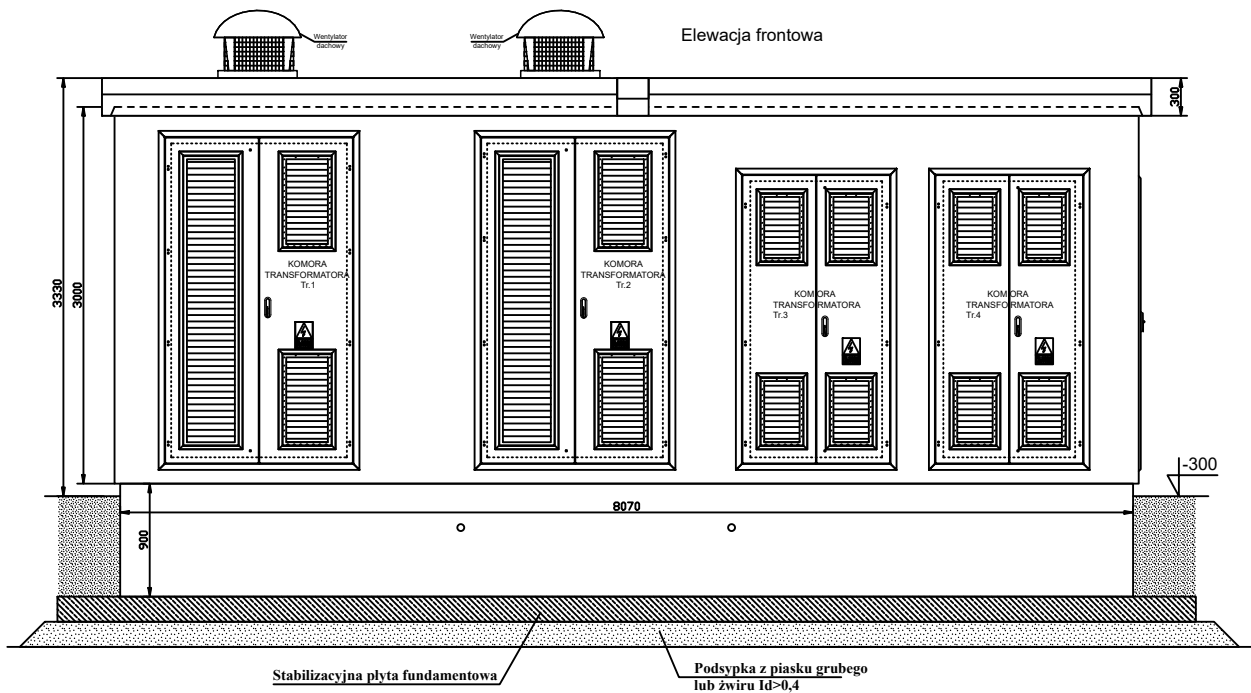 Elewacja frontowa
Wentylator
dachowy
Wentylator
dachowy
300
3330
3000
KOMORA
TRANSFORMATORA
Tr.1
KOMORA
TRANSFORMATORA
Tr.2
KOMORA
TRANSFORMATORA
Tr.3
KOMORA
TRANSFORMATORA
Tr.4
-300
8070
900
Stabilizacyjna płyta fundamentowa
Podsypka z piasku grubego
lub żwiru Id>0,4